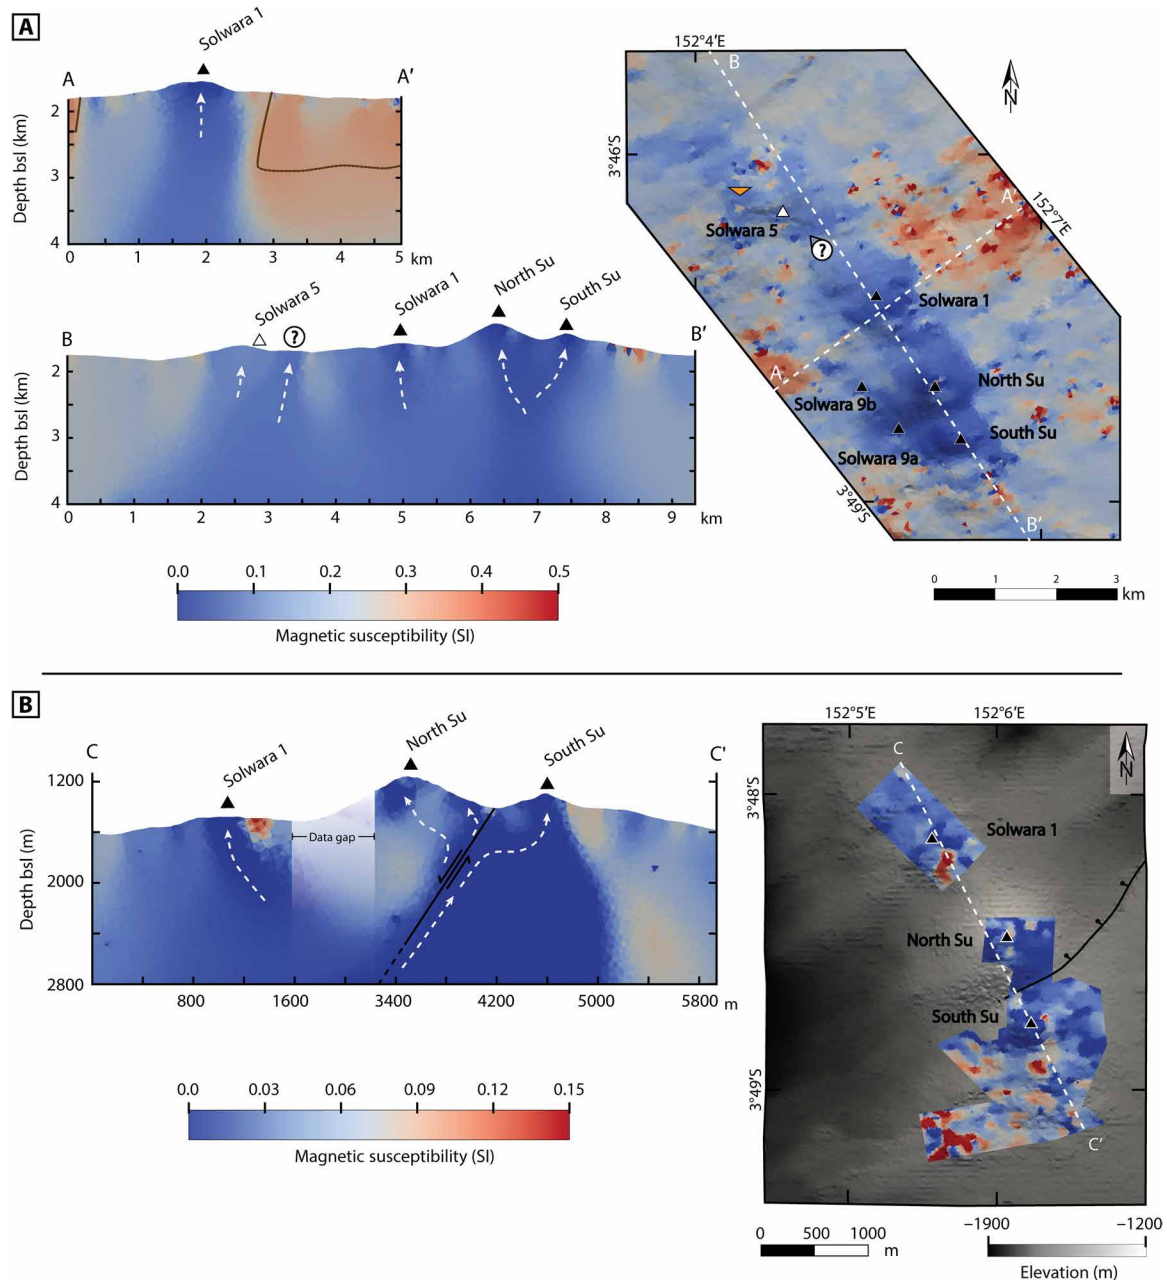 A
Solwara 1
A
A'
Depth bsl (km)
2
3
4
0
1
2
3
4
5
km
Solwara 5
?
Solwara 1
North Su
South Su
B
B'
Depth bsl (km)
2
3
4
0
1
2
3
4
5
6
7
8
9
km
0.0
0.1
0.2
0.3
0.4
0.5
Magnetic susceptibility (SI)
152°4'E
B
N
3°46'S
A'
152°7'E
Solwara 5
?
Solwara 1
A
North Su
Solwara 9b
South Su
Solwara 9a
3°49'S
B'
0
1
2
3
km
B
C
Solwara 1
North Su
South Su
C'
Depth bsl (m)
1200
2000
2800
Data gap
800
1600
3400
4200
5000
5800
m
0.0
0.03
0.06
0.09
0.12
0.15
Magnetic susceptibility (SI)
152°5'E
152°6'E
C
N
3°48'S
Solwara 1
North Su
South Su
3°49'S
C'
0
500
1000
m
−1900
−1200
Elevation (m)